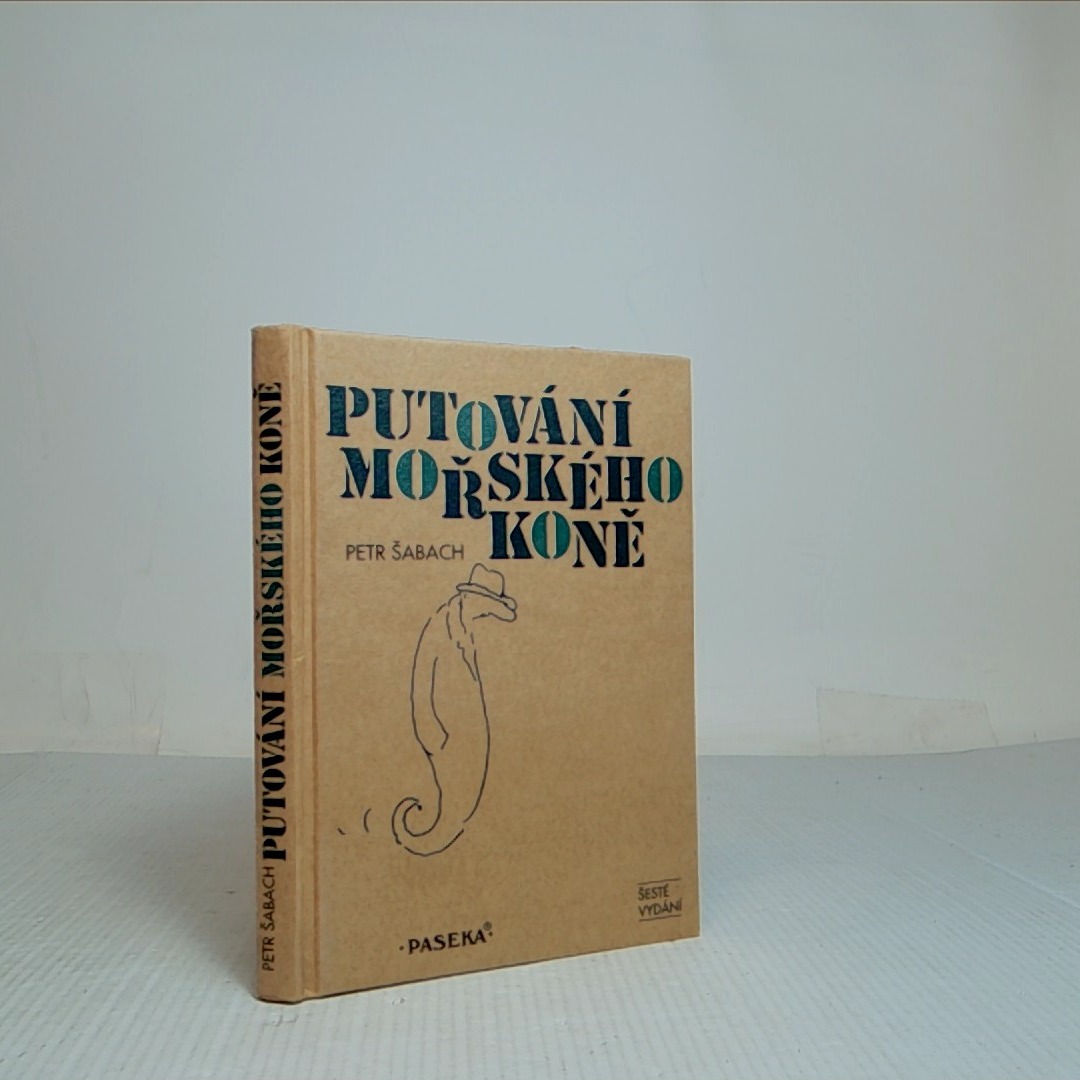 PUTOVÁNÍ
MOŘSKÉHO
KONĚ
PETR ŠABACH
ŠESTÉ
VYDÁNÍ
·PASEKA®·
PETR ŠABACH PUTOVÁNÍ MOŘSKÉHO KONĚ